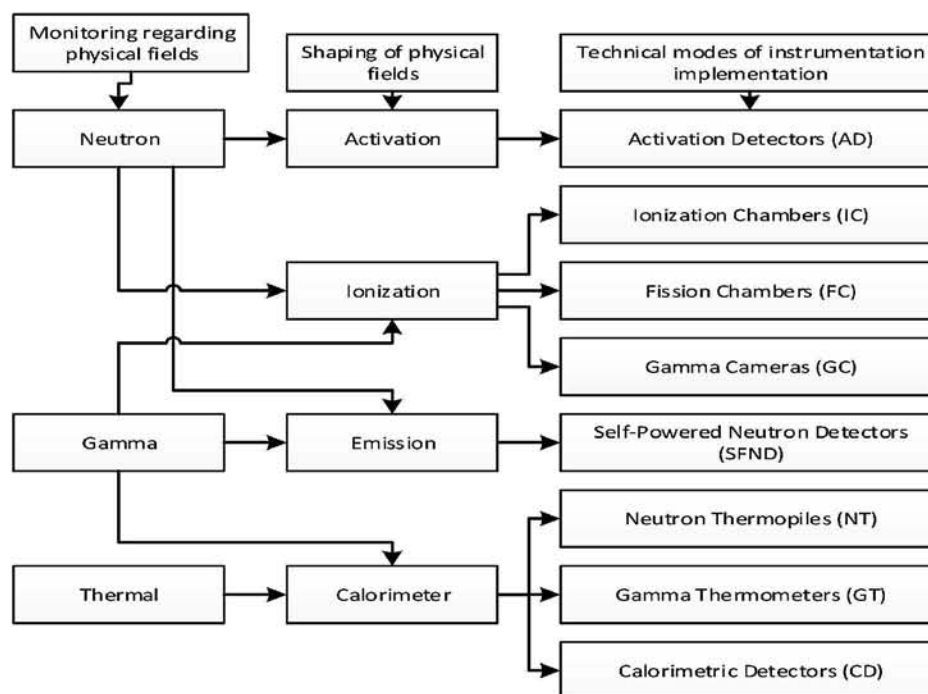 Monitoring regarding
physical fields
Shaping of physical
fields
Technical modes of instrumentation
implementation
Neutron
Activation
Activation Detectors (AD)
Ionization Chambers (IC)
Ionization
Fission Chambers (FC)
Gamma Cameras (GC)
Gamma
Emission
Self-Powered Neutron Detectors
(SFND)
Neutron Thermopiles (NT)
Thermal
Calorimeter
Gamma Thermometers (GT)
Calorimetric Detectors (CD)